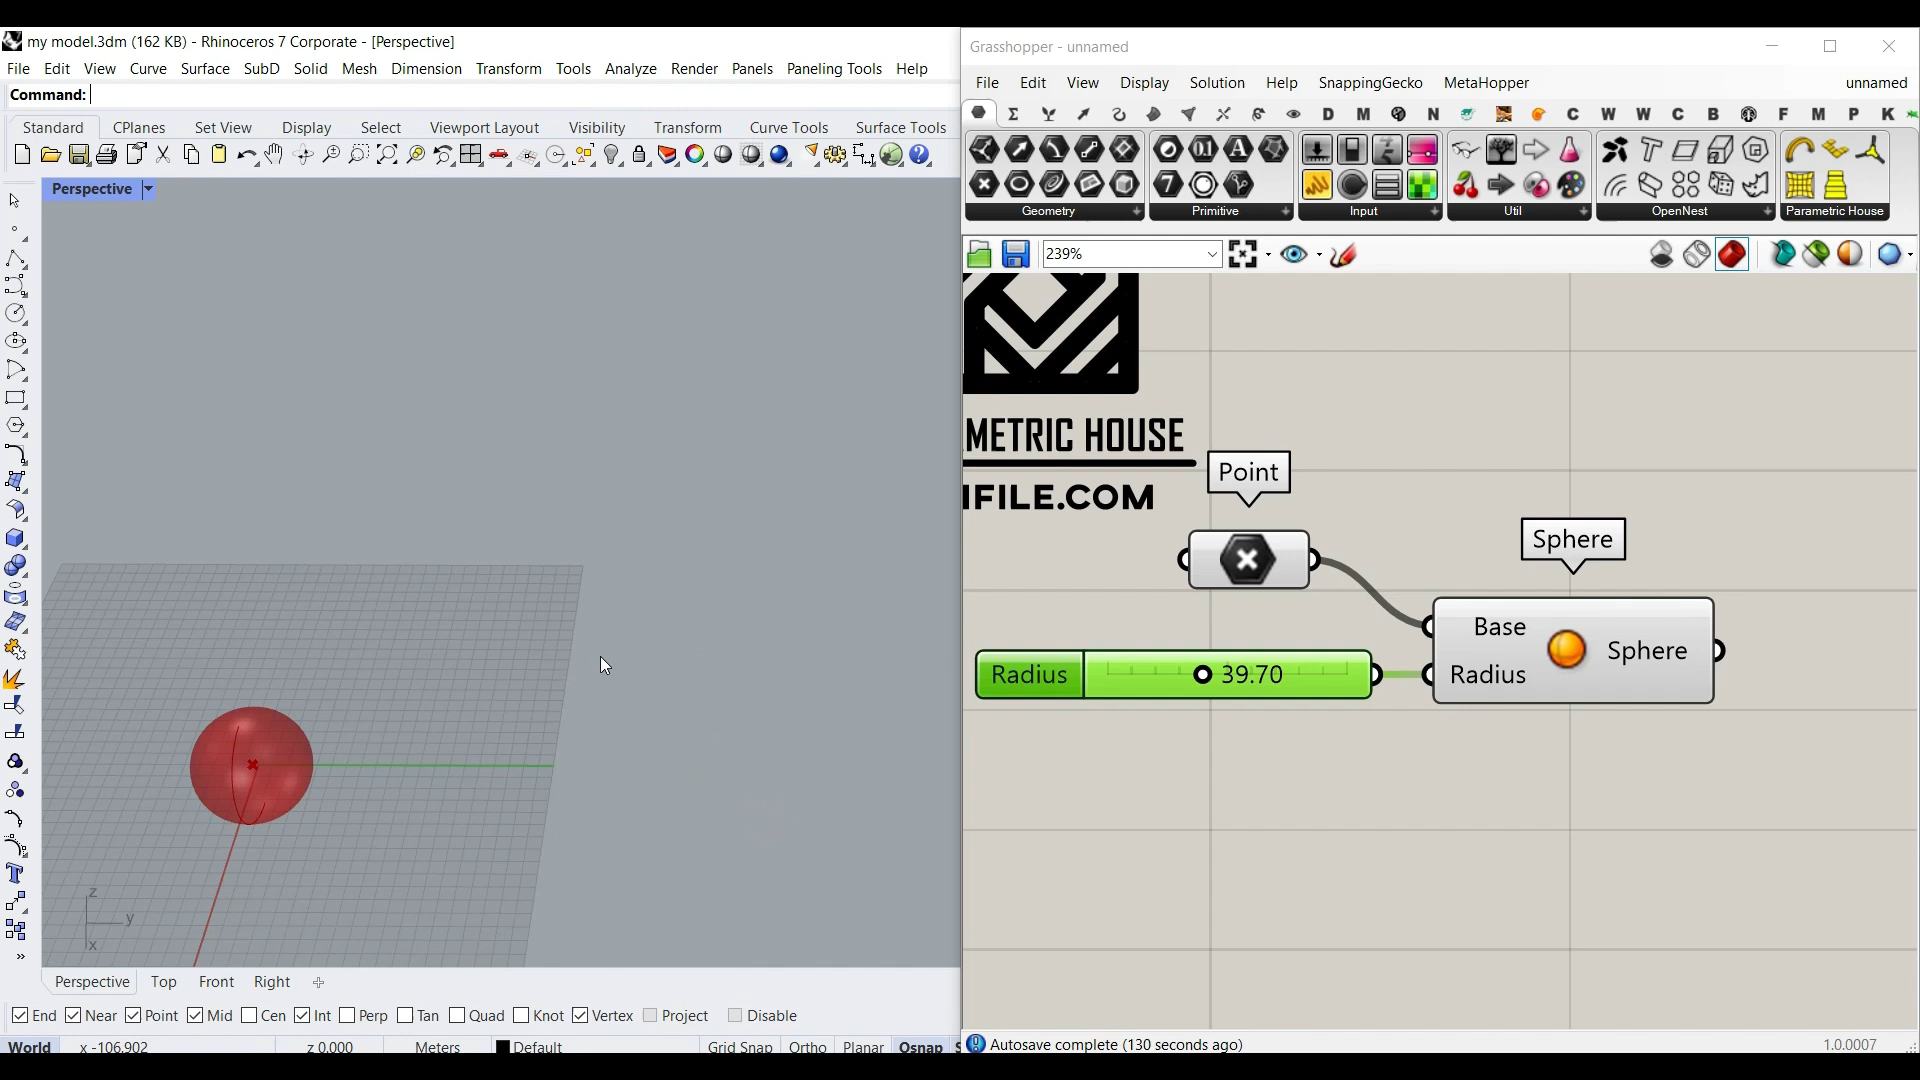 my model.3dm (162 KB) - Rhinoceros 7 Corporate - [Perspective]
File Edit View Curve Surface SubD Solid Mesh Dimension Transform Tools Analyze Render Panels Paneling Tools Help
Command:
Standard CPlanes Set View Display Select Viewport Layout Visibility Transform Curve Tools Surface Tools
Perspective
z
y
x
Perspective Top Front Right
End Near Point Mid Cen Int Perp Tan Quad Knot Vertex Project Disable
World x -106.902 z 0.000 Meters Default Grid Snap Ortho Planar Osnap S
Grasshopper - unnamed
File Edit View Display Solution Help SnappingGecko MetaHopper unnamed
D M N C W W C B F M P K
Geometry Primitive Input Util OpenNest Parametric House
239%
METRIC HOUSE
IFILE.COM
Point
Sphere
Base
Radius
Sphere
Radius 39.70
Autosave complete (130 seconds ago) 1.0.0007